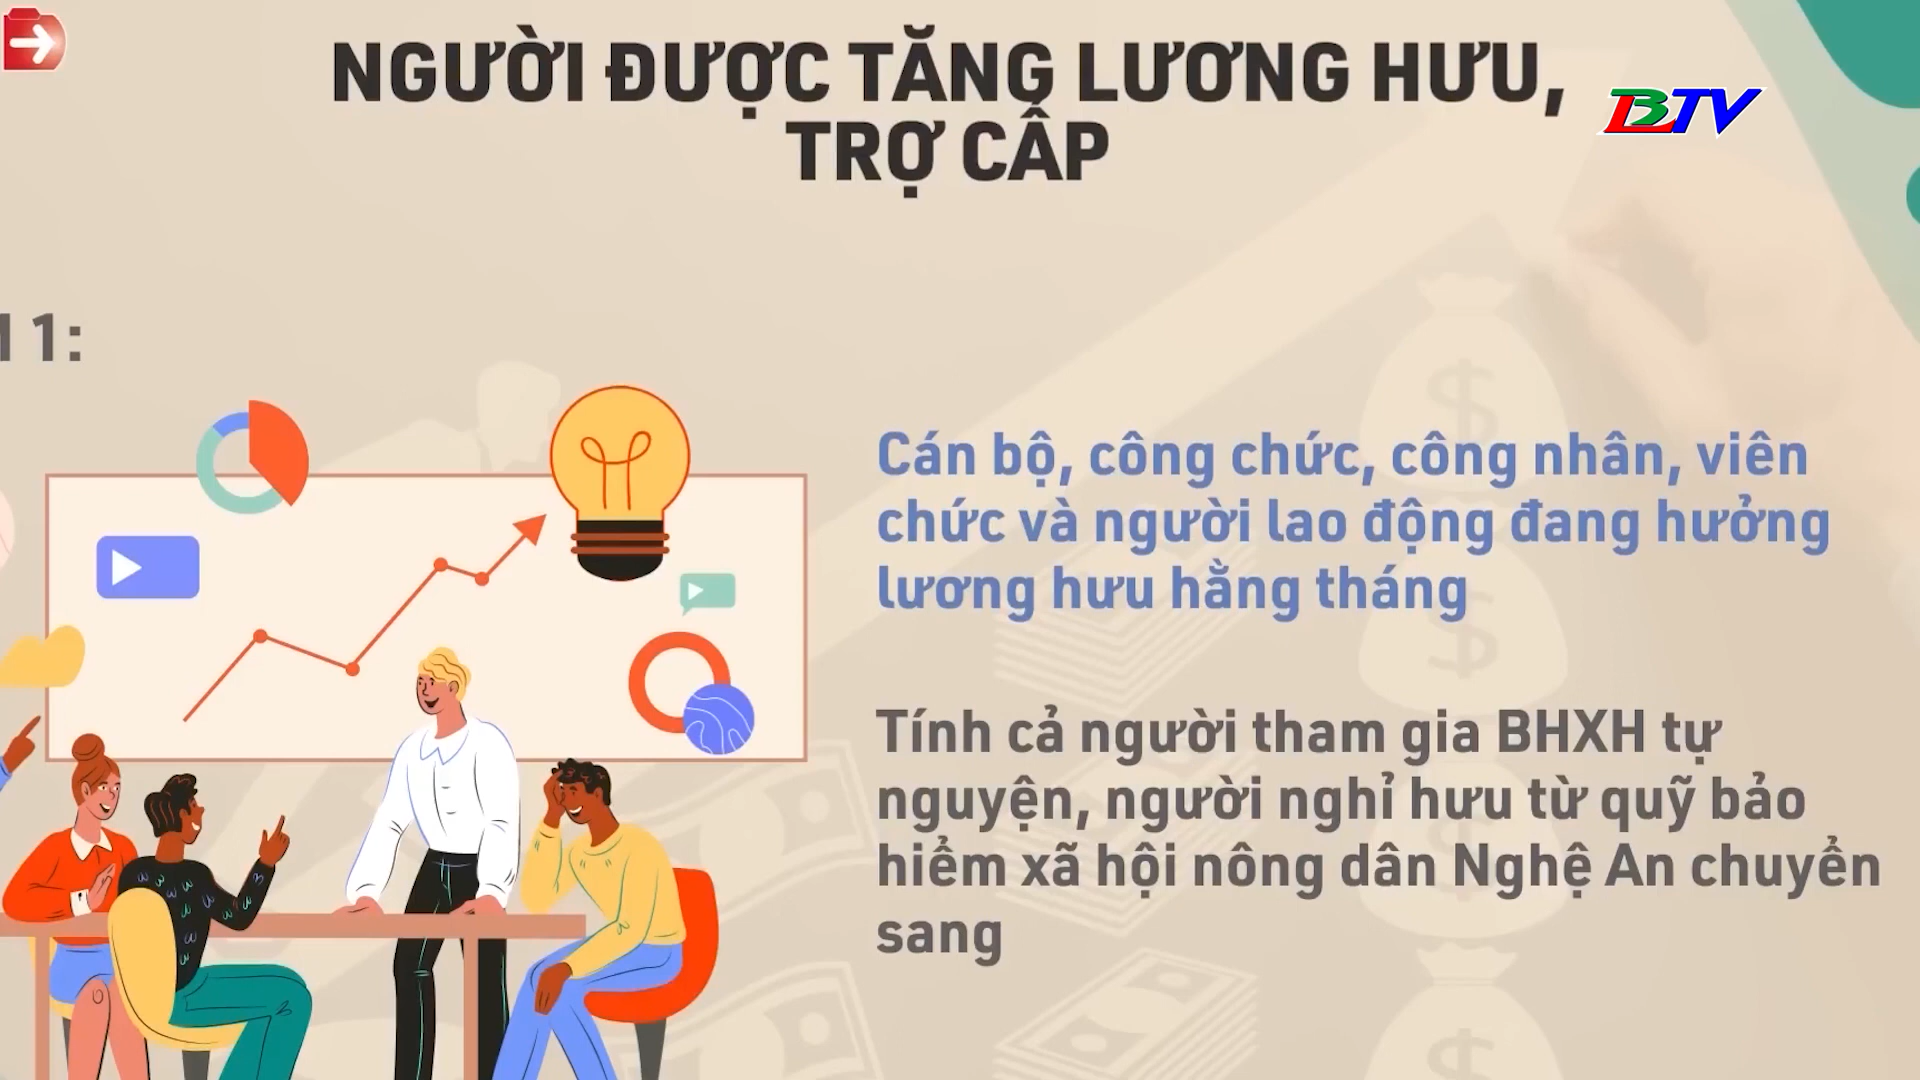 NGƯỜI ĐƯỢC TĂNG LƯƠNG HƯU,
TRỢ CẤP
BTV
1:
Cán bộ, công chức, công nhân, viên
chức và người lao động đang hưởng
lương hưu hằng tháng
Tính cả người tham gia BHXH tự
nguyện, người nghỉ hưu từ quỹ bảo
hiểm xã hội nông dân Nghệ An chuyển
sang